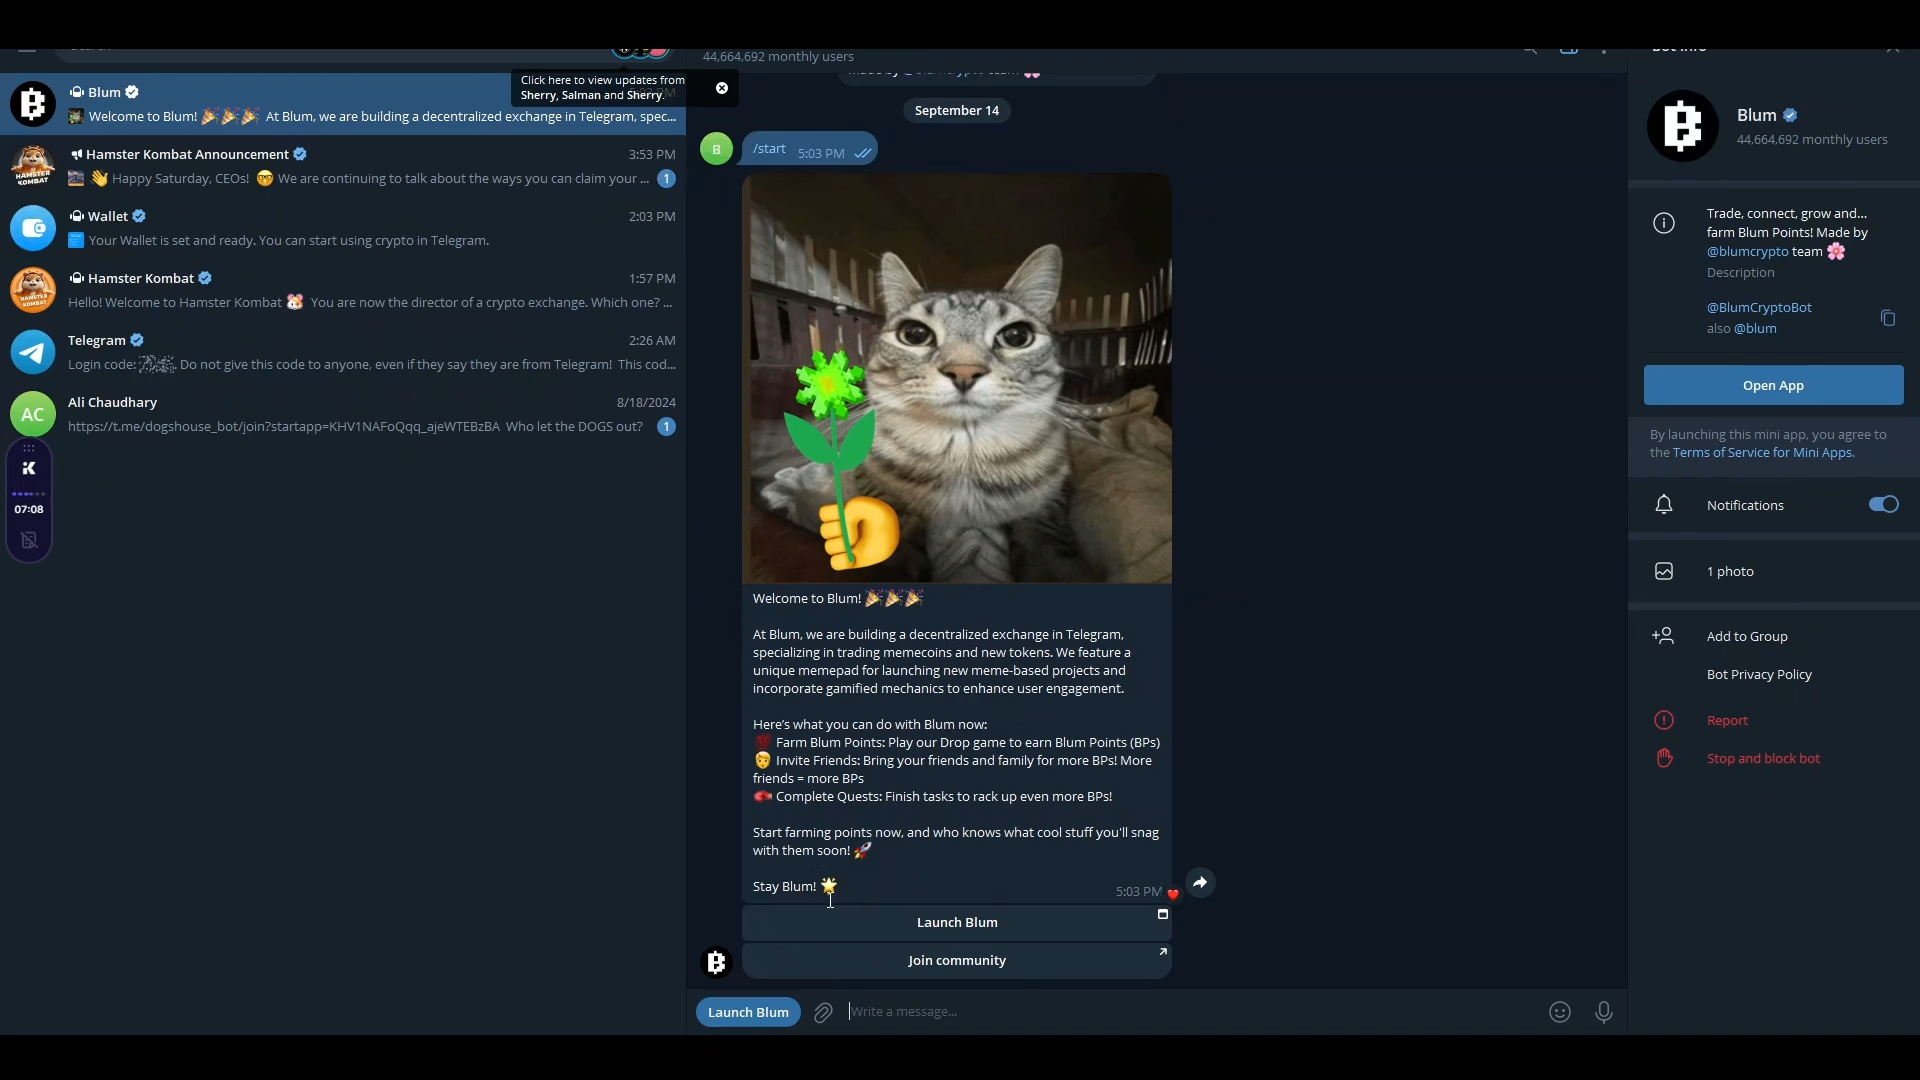 44,664,692 monthly users
Click here to view updates from
Sherry, Salman and Sherry.
Blum
Welcome to Blum! 🎉🎉🎉 At Blum, we are building a decentralized exchange in Telegram, spec...
Hamster Kombat Announcement
3:53 PM
👋 Happy Saturday, CEOs! 🤓 We are continuing to talk about the ways you can claim your ...
1
Wallet
2:03 PM
Your Wallet is set and ready. You can start using crypto in Telegram.
Hamster Kombat
1:57 PM
Hello! Welcome to Hamster Kombat 🐹 You are now the director of a crypto exchange. Which one? ...
Telegram
2:26 AM
Login code: . Do not give this code to anyone, even if they say they are from Telegram! This cod...
AC
Ali Chaudhary
8/18/2024
https://t.me/dogshouse_bot/join?startapp=KHV1NAFoQqq_ajeWTEBzBA Who let the DOGS out?
1
07:08
September 14
B
/start 5:03 PM
Welcome to Blum! 🎉🎉🎉
At Blum, we are building a decentralized exchange in Telegram,
specializing in trading memecoins and new tokens. We feature a
unique memepad for launching new meme-based projects and
incorporate gamified mechanics to enhance user engagement.
Here's what you can do with Blum now:
💯 Farm Blum Points: Play our Drop game to earn Blum Points (BPs)
Invite Friends: Bring your friends and family for more BPs! More
friends = more BPs
Complete Quests: Finish tasks to rack up even more BPs!
Start farming points now, and who knows what cool stuff you'll snag
with them soon! 🚀
Stay Blum! 🌟
5:03 PM
Launch Blum
Join community
Launch Blum
Write a message...
Blum
44,664,692 monthly users
Trade, connect, grow and...
farm Blum Points! Made by
@blumcrypto team 🌸
Description
@BlumCryptoBot
also @blum
Open App
By launching this mini app, you agree to
the Terms of Service for Mini Apps.
Notifications
1 photo
Add to Group
Bot Privacy Policy
Report
Stop and block bot